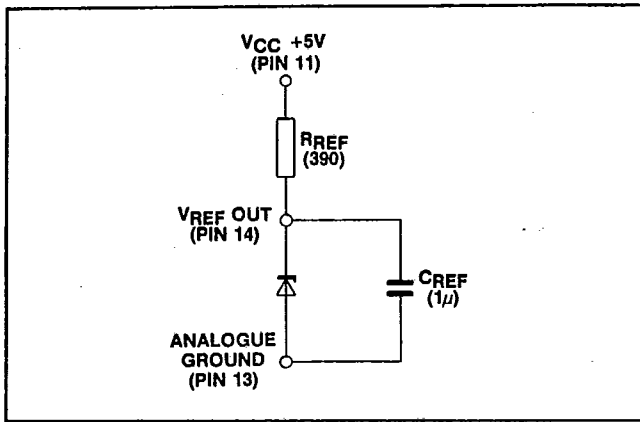 VCC +5V
(PIN 11)
RREF
(390)
VREF OUT
(PIN 14)
CREF
(1μ)
ANALOGUE
GROUND
(PIN 13)